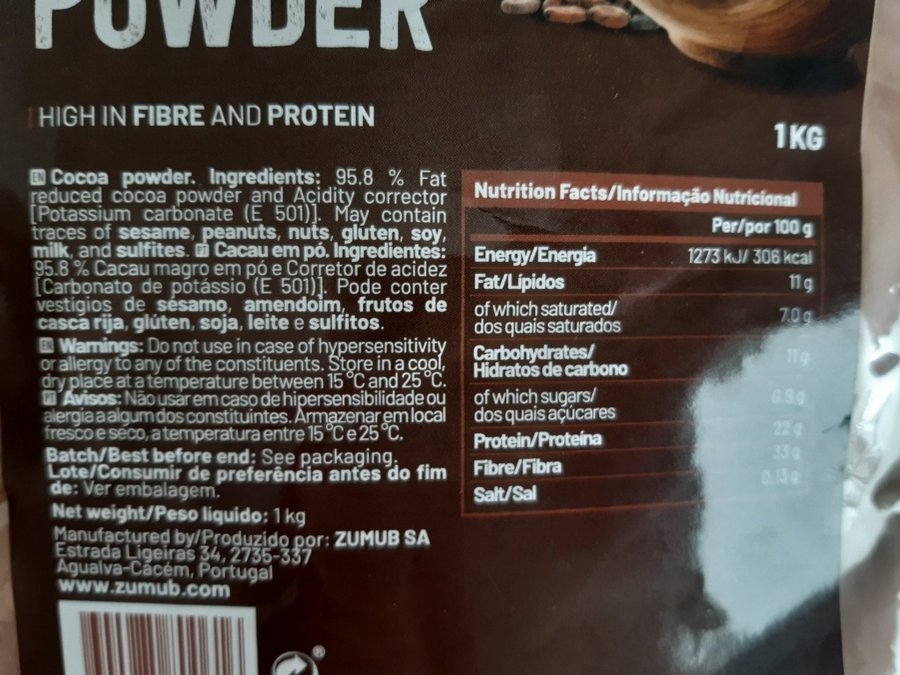 POWDER
HIGH IN FIBRE AND PROTEIN
1 KG
EN Cocoa powder. Ingredients: 95.8 % Fat
reduced cocoa powder and Acidity corrector
[Potassium carbonate (E 501)]. May contain
traces of sesame, peanuts, nuts, gluten, soy,
milk, and sulfites. PT Cacau em pó. Ingredientes:
95.8 % Cacau magro em pó e Corretor de acidez
[Carbonato de potássio (E 501)]. Pode conter
vestígios de sésamo, amendoim, frutos de
casca rija, glúten, soja, leite e sulfitos.
EN Warnings: Do not use in case of hypersensitivity
or allergy to any of the constituents. Store in a cool,
dry place at a temperature between 15 °C and 25 °C.
PT Avisos: Não usar em caso de hipersensibilidade ou
alergia a algum dos constituintes. Armazenar em local
fresco e seco, a temperatura entre 15 °C e 25 °C.
Batch/Best before end: See packaging.
Lote/Consumir de preferência antes do fim
de: Ver embalagem.
Net weight/Peso líquido: 1 kg
Manufactured by/Produzido por: ZUMUB SA
Estrada Ligeiras 34, 2735-337
Agualva-Cacém, Portugal
www.zumub.com
Nutrition Facts/Informação Nutricional
Per/por 100 g
Energy/Energia 1273 kJ/ 306 kcal
Fat/Lípidos 11 g
of which saturated/
dos quais saturados 7.0 g
Carbohydrates/
Hidratos de carbono 11 g
of which sugars/
dos quais açúcares 0.9 g
Protein/Proteína 22 g
Fibre/Fibra 33 g
Salt/Sal 0.13 g
®